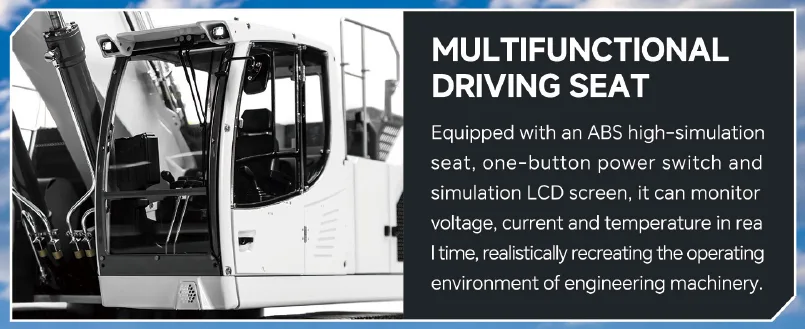 MULTIFUNCTIONAL
DRIVING SEAT
Equipped with an ABS high-simulation
seat, one-button power switch and
simulation LCD screen, it can monitor
voltage, current and temperature in rea
l time, realistically recreating the operating
environment of engineering machinery.